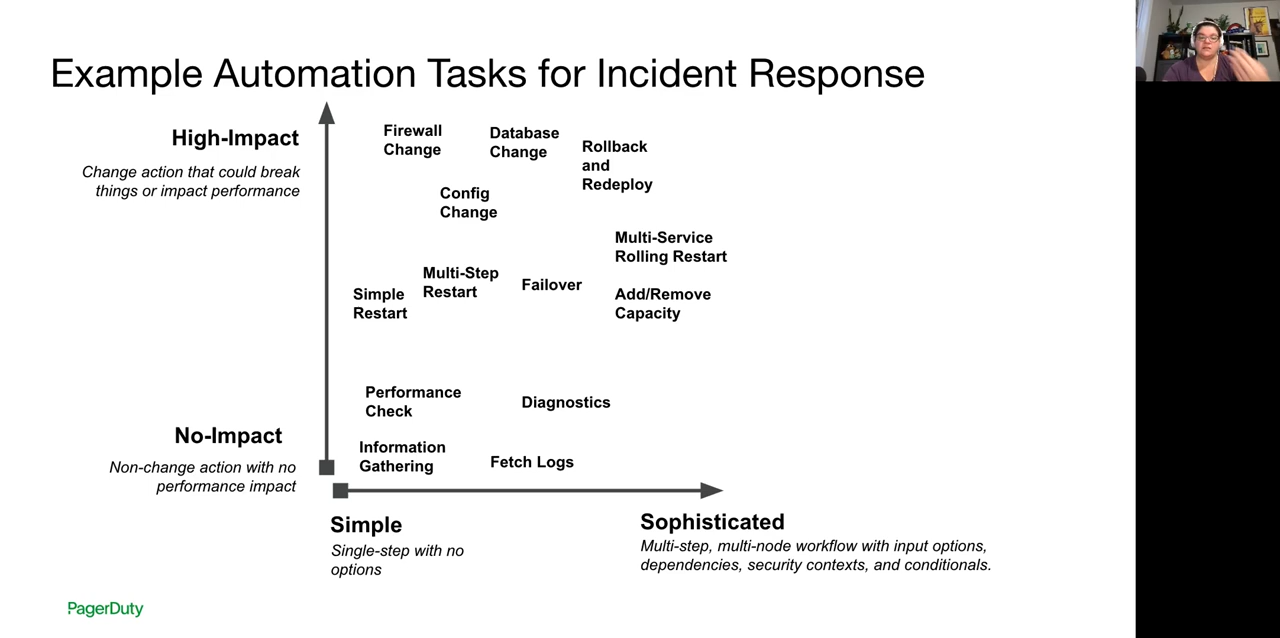 Example Automation Tasks for Incident Response
High-Impact
Change action that could break
things or impact performance
Firewall
Change
Database
Change
Rollback
and
Redeploy
Config
Change
Multi-Service
Rolling Restart
Multi-Step
Restart
Failover
Simple
Restart
Add/Remove
Capacity
Performance
Check
Diagnostics
No-Impact
Non-change action with no
performance impact
Information
Gathering
Fetch Logs
Simple
Single-step with no
options
Sophisticated
Multi-step, multi-node workflow with input options,
dependencies, security contexts, and conditionals.
PagerDuty